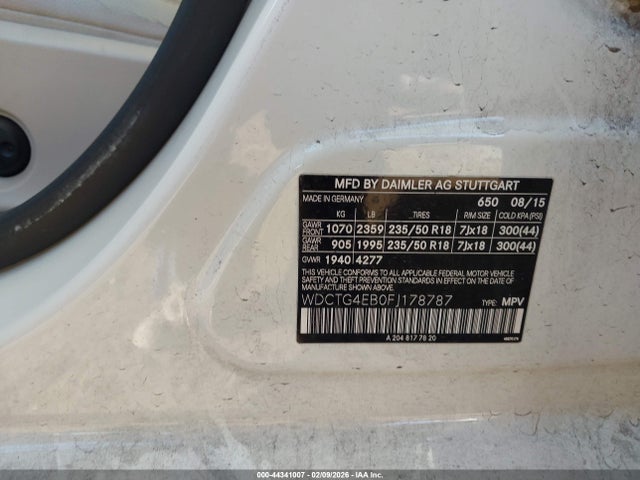 MFD BY DAIMLER AG STUTTGART
MADE IN GERMANY 650 08/15
KG LB TIRES RIM SIZE COLD KPA (PSI)
GAWR FRONT 1070 2359 235/50 R18 7Jx18 300(44)
GAWR REAR 905 1995 235/50 R18 7Jx18 300(44)
GVWR 1940 4277
THIS VEHICLE CONFORMS TO ALL APPLICABLE FEDERAL MOTOR VEHICLE
SAFETY AND THEFT PREVENTION STANDARDS IN EFFECT ON THE DATE
OF MANUFACTURE SHOWN ABOVE.
WDCTG4EB0FJ178787 TYPE: MPV
A 204 817 78 20
000-44341007 - 02/09/2026 - IAA Holdings, LLC.